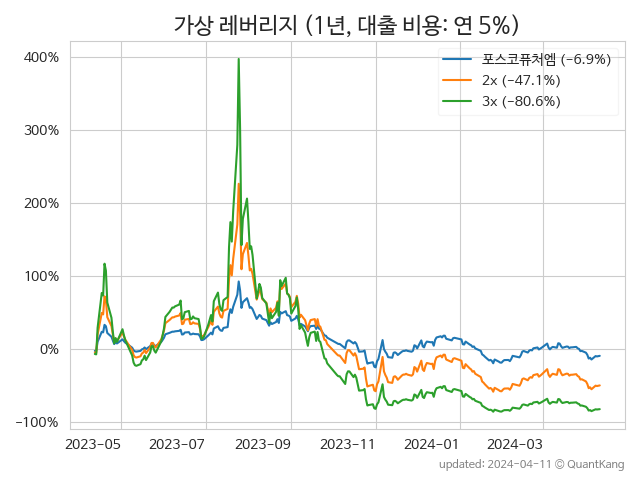 가상 레버리지 (1년, 대출 비용: 연 5%)
400%
300%
200%
100%
0%
−100%
포스코퓨처엠 (−6.9%)
2x (−47.1%)
3x (−80.6%)
2023-05 2023-07 2023-09 2023-11 2024-01 2024-03
updated: 2024-04-11 © QuantKang